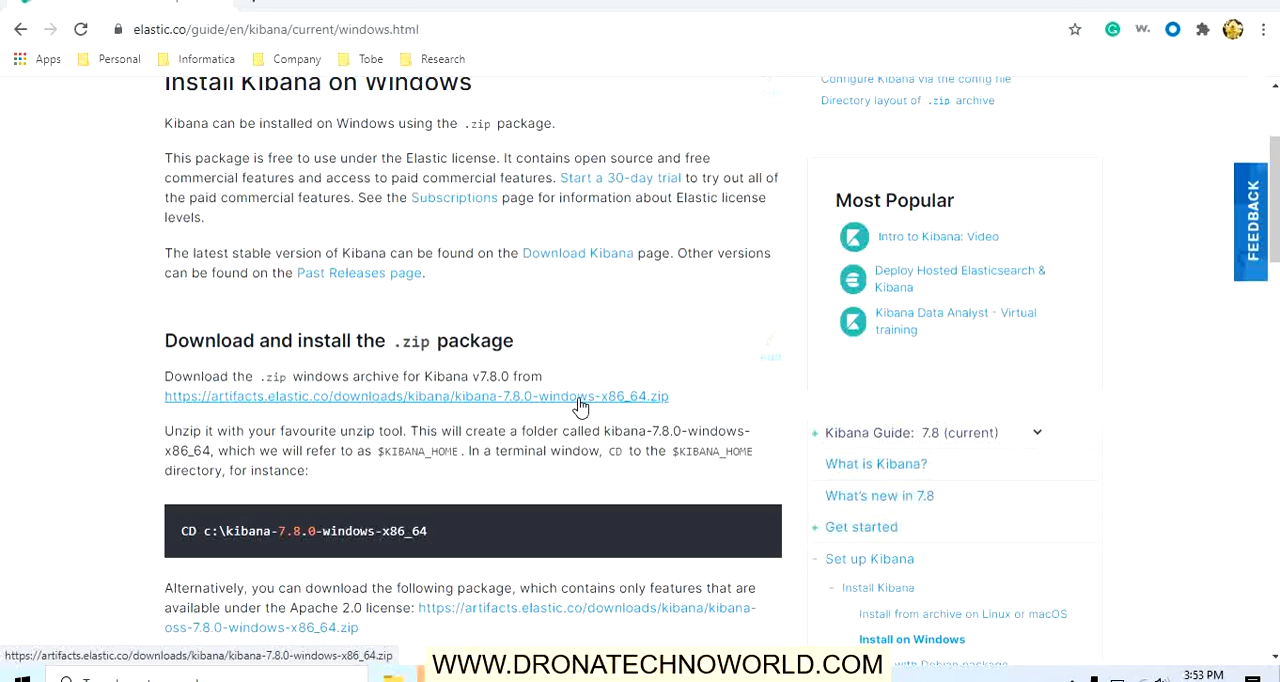 elastic.co/guide/en/kibana/current/windows.html
Apps Personal Informatica Company Tobe Research
Install Kibana on Windows
Kibana can be installed on Windows using the .zip package.
This package is free to use under the Elastic license. It contains open source and free
commercial features and access to paid commercial features. Start a 30-day trial to try out all of
the paid commercial features. See the Subscriptions page for information about Elastic license
levels.
The latest stable version of Kibana can be found on the Download Kibana page. Other versions
can be found on the Past Releases page.
Download and install the .zip package
Download the .zip windows archive for Kibana v7.8.0 from
https://artifacts.elastic.co/downloads/kibana/kibana-7.8.0-windows-x86_64.zip
Unzip it with your favourite unzip tool. This will create a folder called kibana-7.8.0-windows-
x86_64, which we will refer to as $KIBANA_HOME. In a terminal window, CD to the $KIBANA_HOME
directory, for instance:
CD c:\kibana-7.8.0-windows-x86_64
Alternatively, you can download the following package, which contains only features that are
available under the Apache 2.0 license: https://artifacts.elastic.co/downloads/kibana/kibana-
oss-7.8.0-windows-x86_64.zip
Configure Kibana via the config file
Directory layout of .zip archive
Most Popular
Intro to Kibana: Video
Deploy Hosted Elasticsearch &
Kibana
Kibana Data Analyst - Virtual
training
+ Kibana Guide: 7.8 (current)
What is Kibana?
What's new in 7.8
+ Get started
- Set up Kibana
- Install Kibana
Install from archive on Linux or macOS
Install on Windows
with Debian package
FEEDBACK
https://artifacts.elastic.co/downloads/kibana/kibana-7.8.0-windows-x86_64.zip
WWW.DRONATECHNOWORLD.COM
3:53 PM